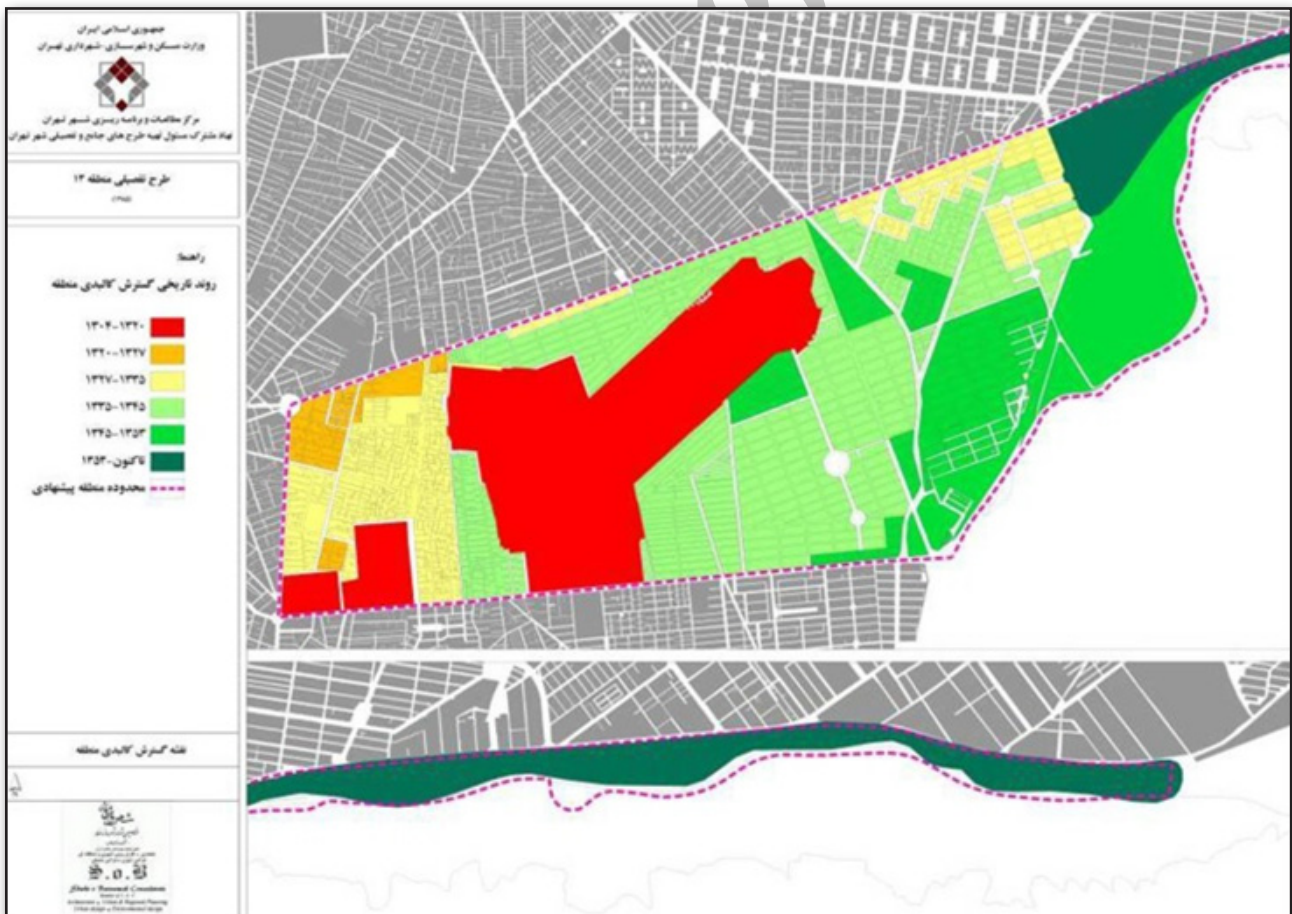 جمهوری اسلامی ایران
وزارت مسکن و شهرسازی - شهرداری تهران
مرکز مطالعات و برنامه ریزی شهر تهران
نهاد مشترک مسئول تهیه طرح های جامع و تفصیلی شهر تهران
طرح تفصیلی منطقه ۱۳
راهنما:
روند تاریخی گسترش کالبدی منطقه
۱۳۰۴-۱۳۲۰
۱۳۲۰-۱۳۲۷
۱۳۲۷-۱۳۳۵
۱۳۳۵-۱۳۴۵
۱۳۴۵-۱۳۵۳
تاکنون-۱۳۵۳
محدوده منطقه پیشنهادی
نقشه گسترش کالبدی منطقه
S.O.B